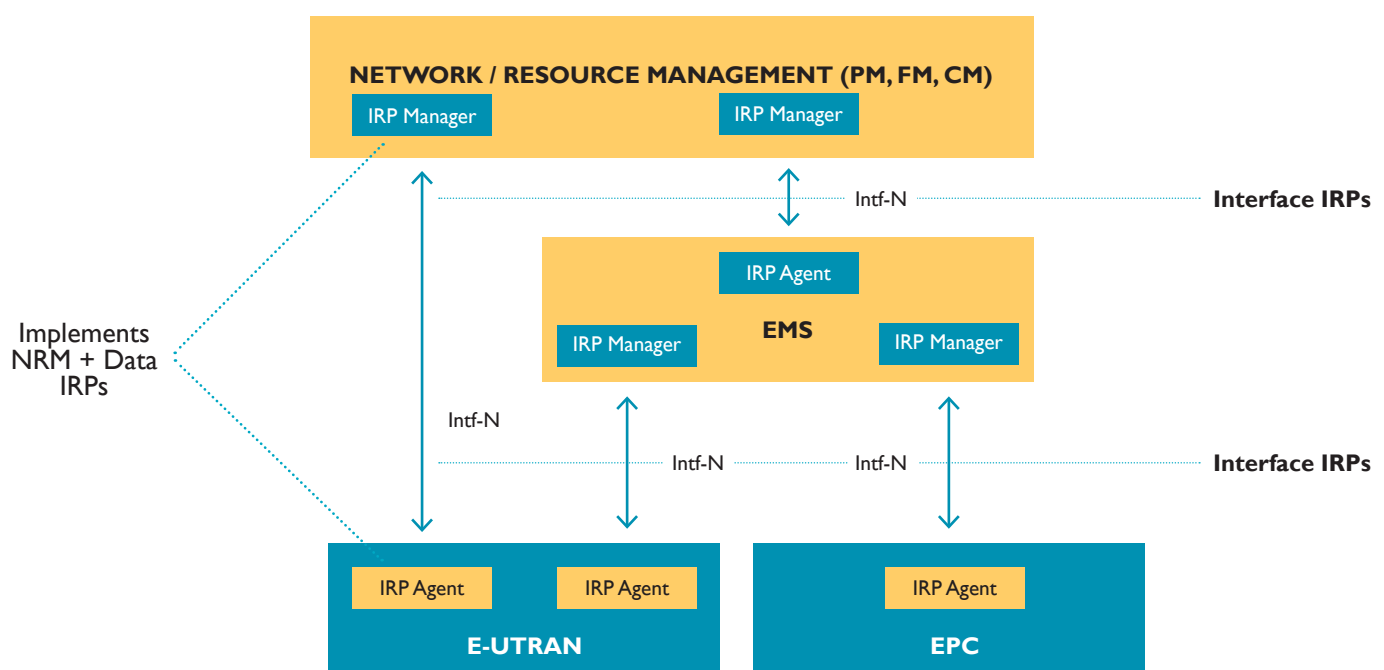 NETWORK / RESOURCE MANAGEMENT (PM, FM, CM)
IRP Manager
IRP Manager
Intf-N
Interface IRPs
IRP Agent
EMS
IRP Manager
IRP Manager
Implements
NRM + Data
IRPs
Intf-N
Intf-N
Intf-N
Interface IRPs
IRP Agent
IRP Agent
IRP Agent
E-UTRAN
EPC